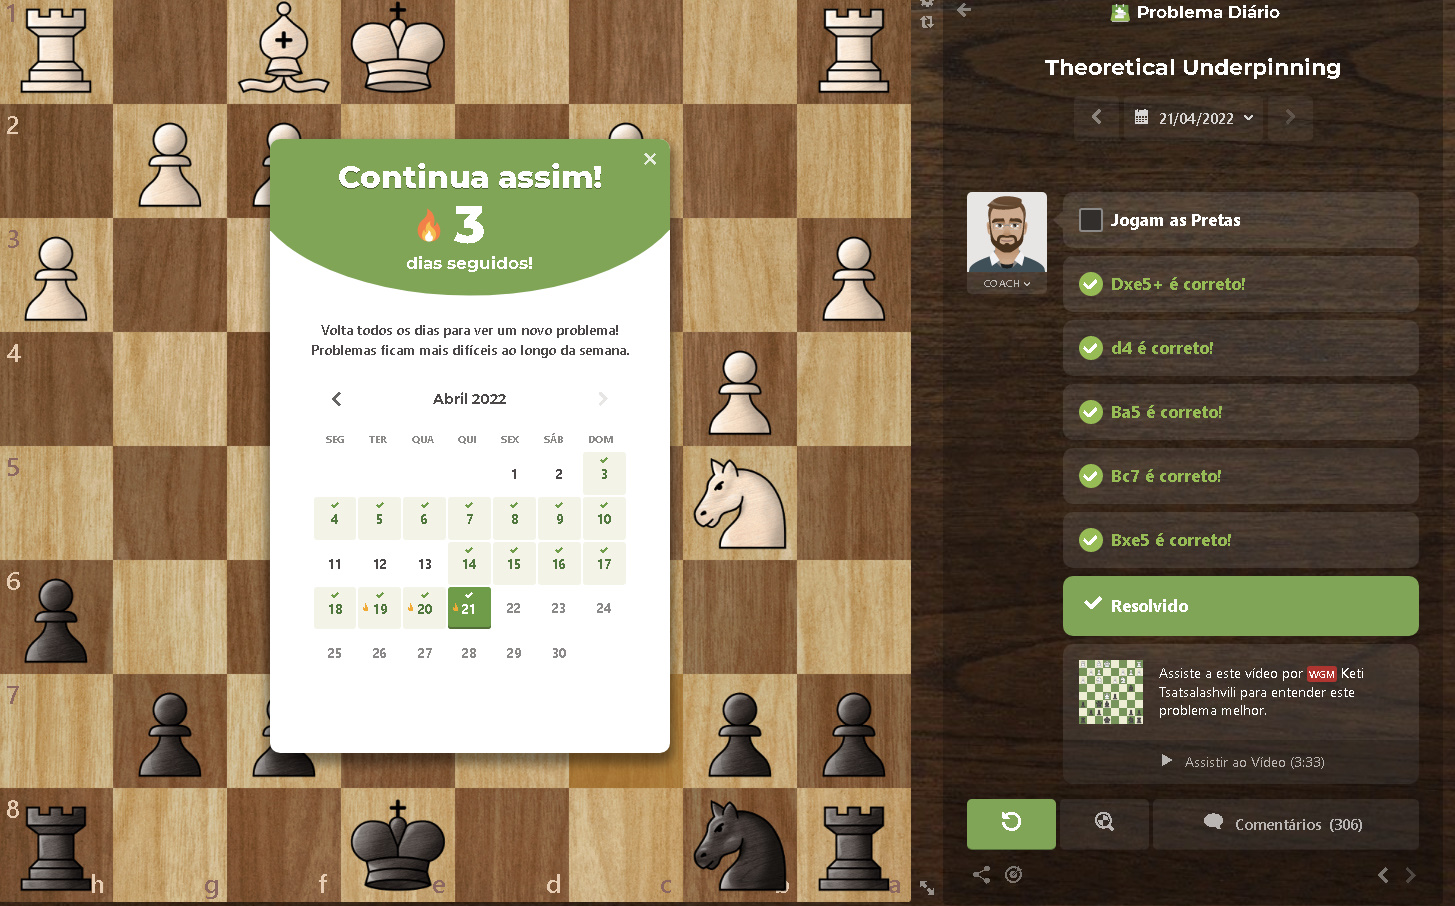 1
2
3
4
5
6
7
8
h
g
f
e
d
c
b
a
Continua assim!
3
dias seguidos!
Volta todos os dias para ver um novo problema!
Problemas ficam mais difíceis ao longo da semana.
Abril 2022
SEG TER QUA QUI SEX SÁB DOM
1 2 3
4 5 6 7 8 9 10
11 12 13 14 15 16 17
18 19 20 21 22 23 24
25 26 27 28 29 30
Problema Diário
Theoretical Underpinning
21/04/2022
COACH
Jogam as Pretas
Dxe5+ é correto!
d4 é correto!
Ba5 é correto!
Bc7 é correto!
Bxe5 é correto!
Resolvido
Assiste a este vídeo por WGM Keti
Tsatsalashvili para entender este
problema melhor.
Assistir ao Vídeo (3:33)
Comentários (306)